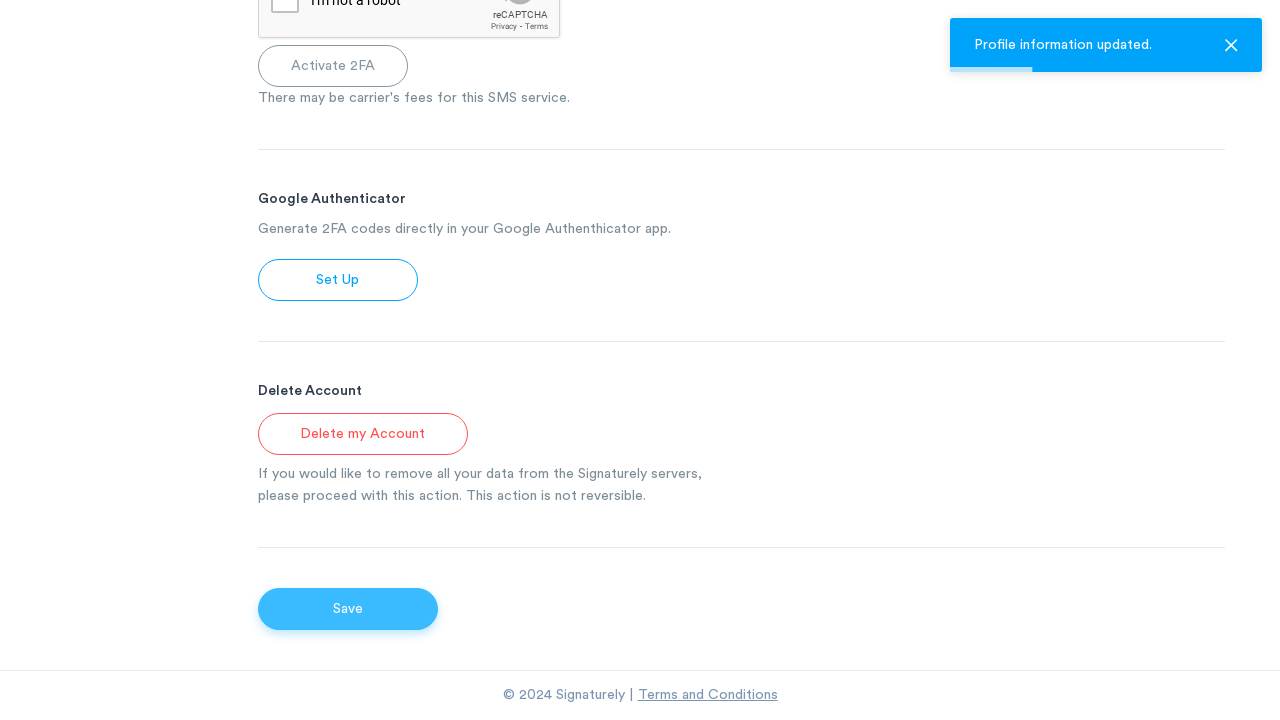 I'm not a robot
reCAPTCHA
Privacy - Terms
Profile information updated.
Activate 2FA
There may be carrier's fees for this SMS service.
Google Authenticator
Generate 2FA codes directly in your Google Authenthicator app.
Set Up
Delete Account
Delete my Account
If you would like to remove all your data from the Signaturely servers,
please proceed with this action. This action is not reversible.
Save
© 2024 Signaturely | Terms and Conditions